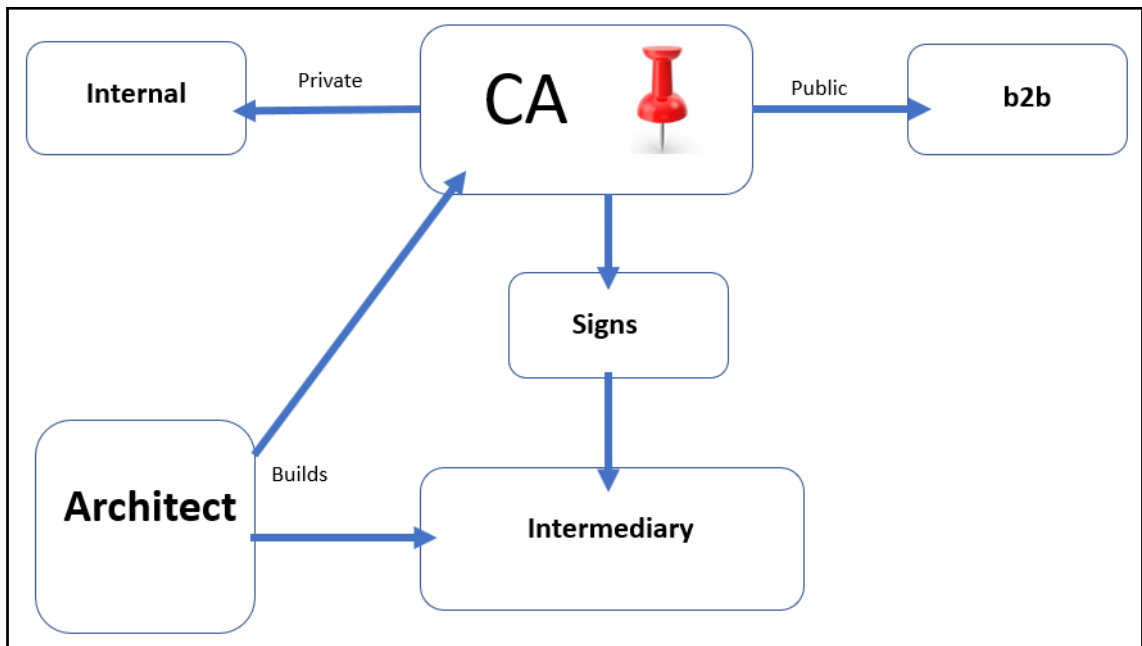 Internal
Private
CA
Public
b2b
Signs
Architect
Builds
Intermediary